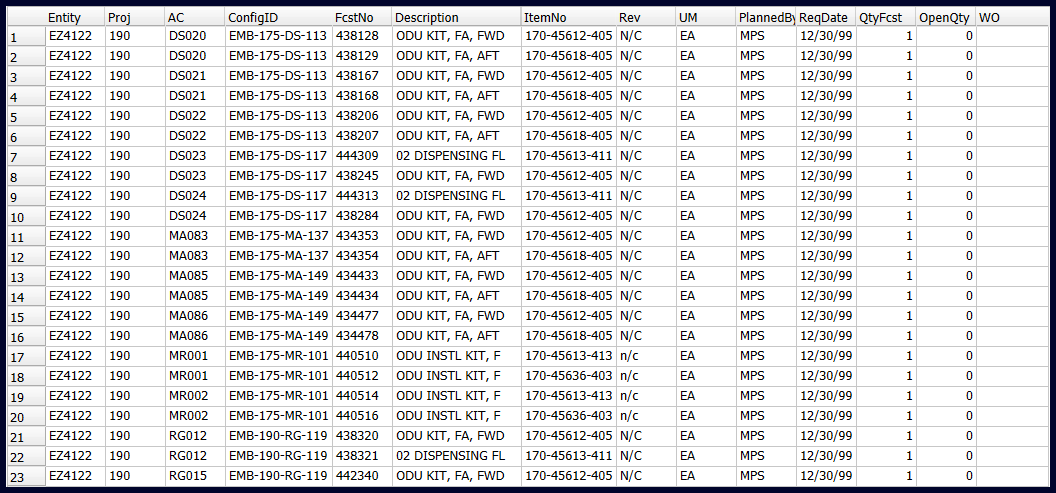 Entity Proj AC ConfigID FcstNo Description ItemNo Rev UM PlannedBy ReqDate QtyFcst OpenQty WO
1 EZ4122 190 DS020 EMB-175-DS-113 438128 ODU KIT, FA, FWD 170-45612-405 N/C EA MPS 12/30/99 1 0
2 EZ4122 190 DS020 EMB-175-DS-113 438129 ODU KIT, FA, AFT 170-45618-405 N/C EA MPS 12/30/99 1 0
3 EZ4122 190 DS021 EMB-175-DS-113 438167 ODU KIT, FA, FWD 170-45612-405 N/C EA MPS 12/30/99 1 0
4 EZ4122 190 DS021 EMB-175-DS-113 438168 ODU KIT, FA, AFT 170-45618-405 N/C EA MPS 12/30/99 1 0
5 EZ4122 190 DS022 EMB-175-DS-113 438206 ODU KIT, FA, FWD 170-45612-405 N/C EA MPS 12/30/99 1 0
6 EZ4122 190 DS022 EMB-175-DS-113 438207 ODU KIT, FA, AFT 170-45618-405 N/C EA MPS 12/30/99 1 0
7 EZ4122 190 DS023 EMB-175-DS-117 444309 02 DISPENSING FL 170-45613-411 N/C EA MPS 12/30/99 1 0
8 EZ4122 190 DS023 EMB-175-DS-117 438245 ODU KIT, FA, FWD 170-45612-405 N/C EA MPS 12/30/99 1 0
9 EZ4122 190 DS024 EMB-175-DS-117 444313 02 DISPENSING FL 170-45613-411 N/C EA MPS 12/30/99 1 0
10 EZ4122 190 DS024 EMB-175-DS-117 438284 ODU KIT, FA, FWD 170-45612-405 N/C EA MPS 12/30/99 1 0
11 EZ4122 190 MA083 EMB-175-MA-137 434353 ODU KIT, FA, FWD 170-45612-405 N/C EA MPS 12/30/99 1 0
12 EZ4122 190 MA083 EMB-175-MA-137 434354 ODU KIT, FA, AFT 170-45618-405 N/C EA MPS 12/30/99 1 0
13 EZ4122 190 MA085 EMB-175-MA-149 434433 ODU KIT, FA, FWD 170-45612-405 N/C EA MPS 12/30/99 1 0
14 EZ4122 190 MA085 EMB-175-MA-149 434434 ODU KIT, FA, AFT 170-45618-405 N/C EA MPS 12/30/99 1 0
15 EZ4122 190 MA086 EMB-175-MA-149 434477 ODU KIT, FA, FWD 170-45612-405 N/C EA MPS 12/30/99 1 0
16 EZ4122 190 MA086 EMB-175-MA-149 434478 ODU KIT, FA, AFT 170-45618-405 N/C EA MPS 12/30/99 1 0
17 EZ4122 190 MR001 EMB-175-MR-101 440510 ODU INSTL KIT, F 170-45613-413 n/c EA MPS 12/30/99 1 0
18 EZ4122 190 MR001 EMB-175-MR-101 440512 ODU INSTL KIT, F 170-45636-403 n/c EA MPS 12/30/99 1 0
19 EZ4122 190 MR002 EMB-175-MR-101 440514 ODU INSTL KIT, F 170-45613-413 n/c EA MPS 12/30/99 1 0
20 EZ4122 190 MR002 EMB-175-MR-101 440516 ODU INSTL KIT, F 170-45636-403 n/c EA MPS 12/30/99 1 0
21 EZ4122 190 RG012 EMB-190-RG-119 438320 ODU KIT, FA, FWD 170-45612-405 N/C EA MPS 12/30/99 1 0
22 EZ4122 190 RG012 EMB-190-RG-119 438321 02 DISPENSING FL 170-45613-411 N/C EA MPS 12/30/99 1 0
23 EZ4122 190 RG015 EMB-190-RG-119 442340 ODU KIT, FA, FWD 170-45612-405 N/C EA MPS 12/30/99 1 0